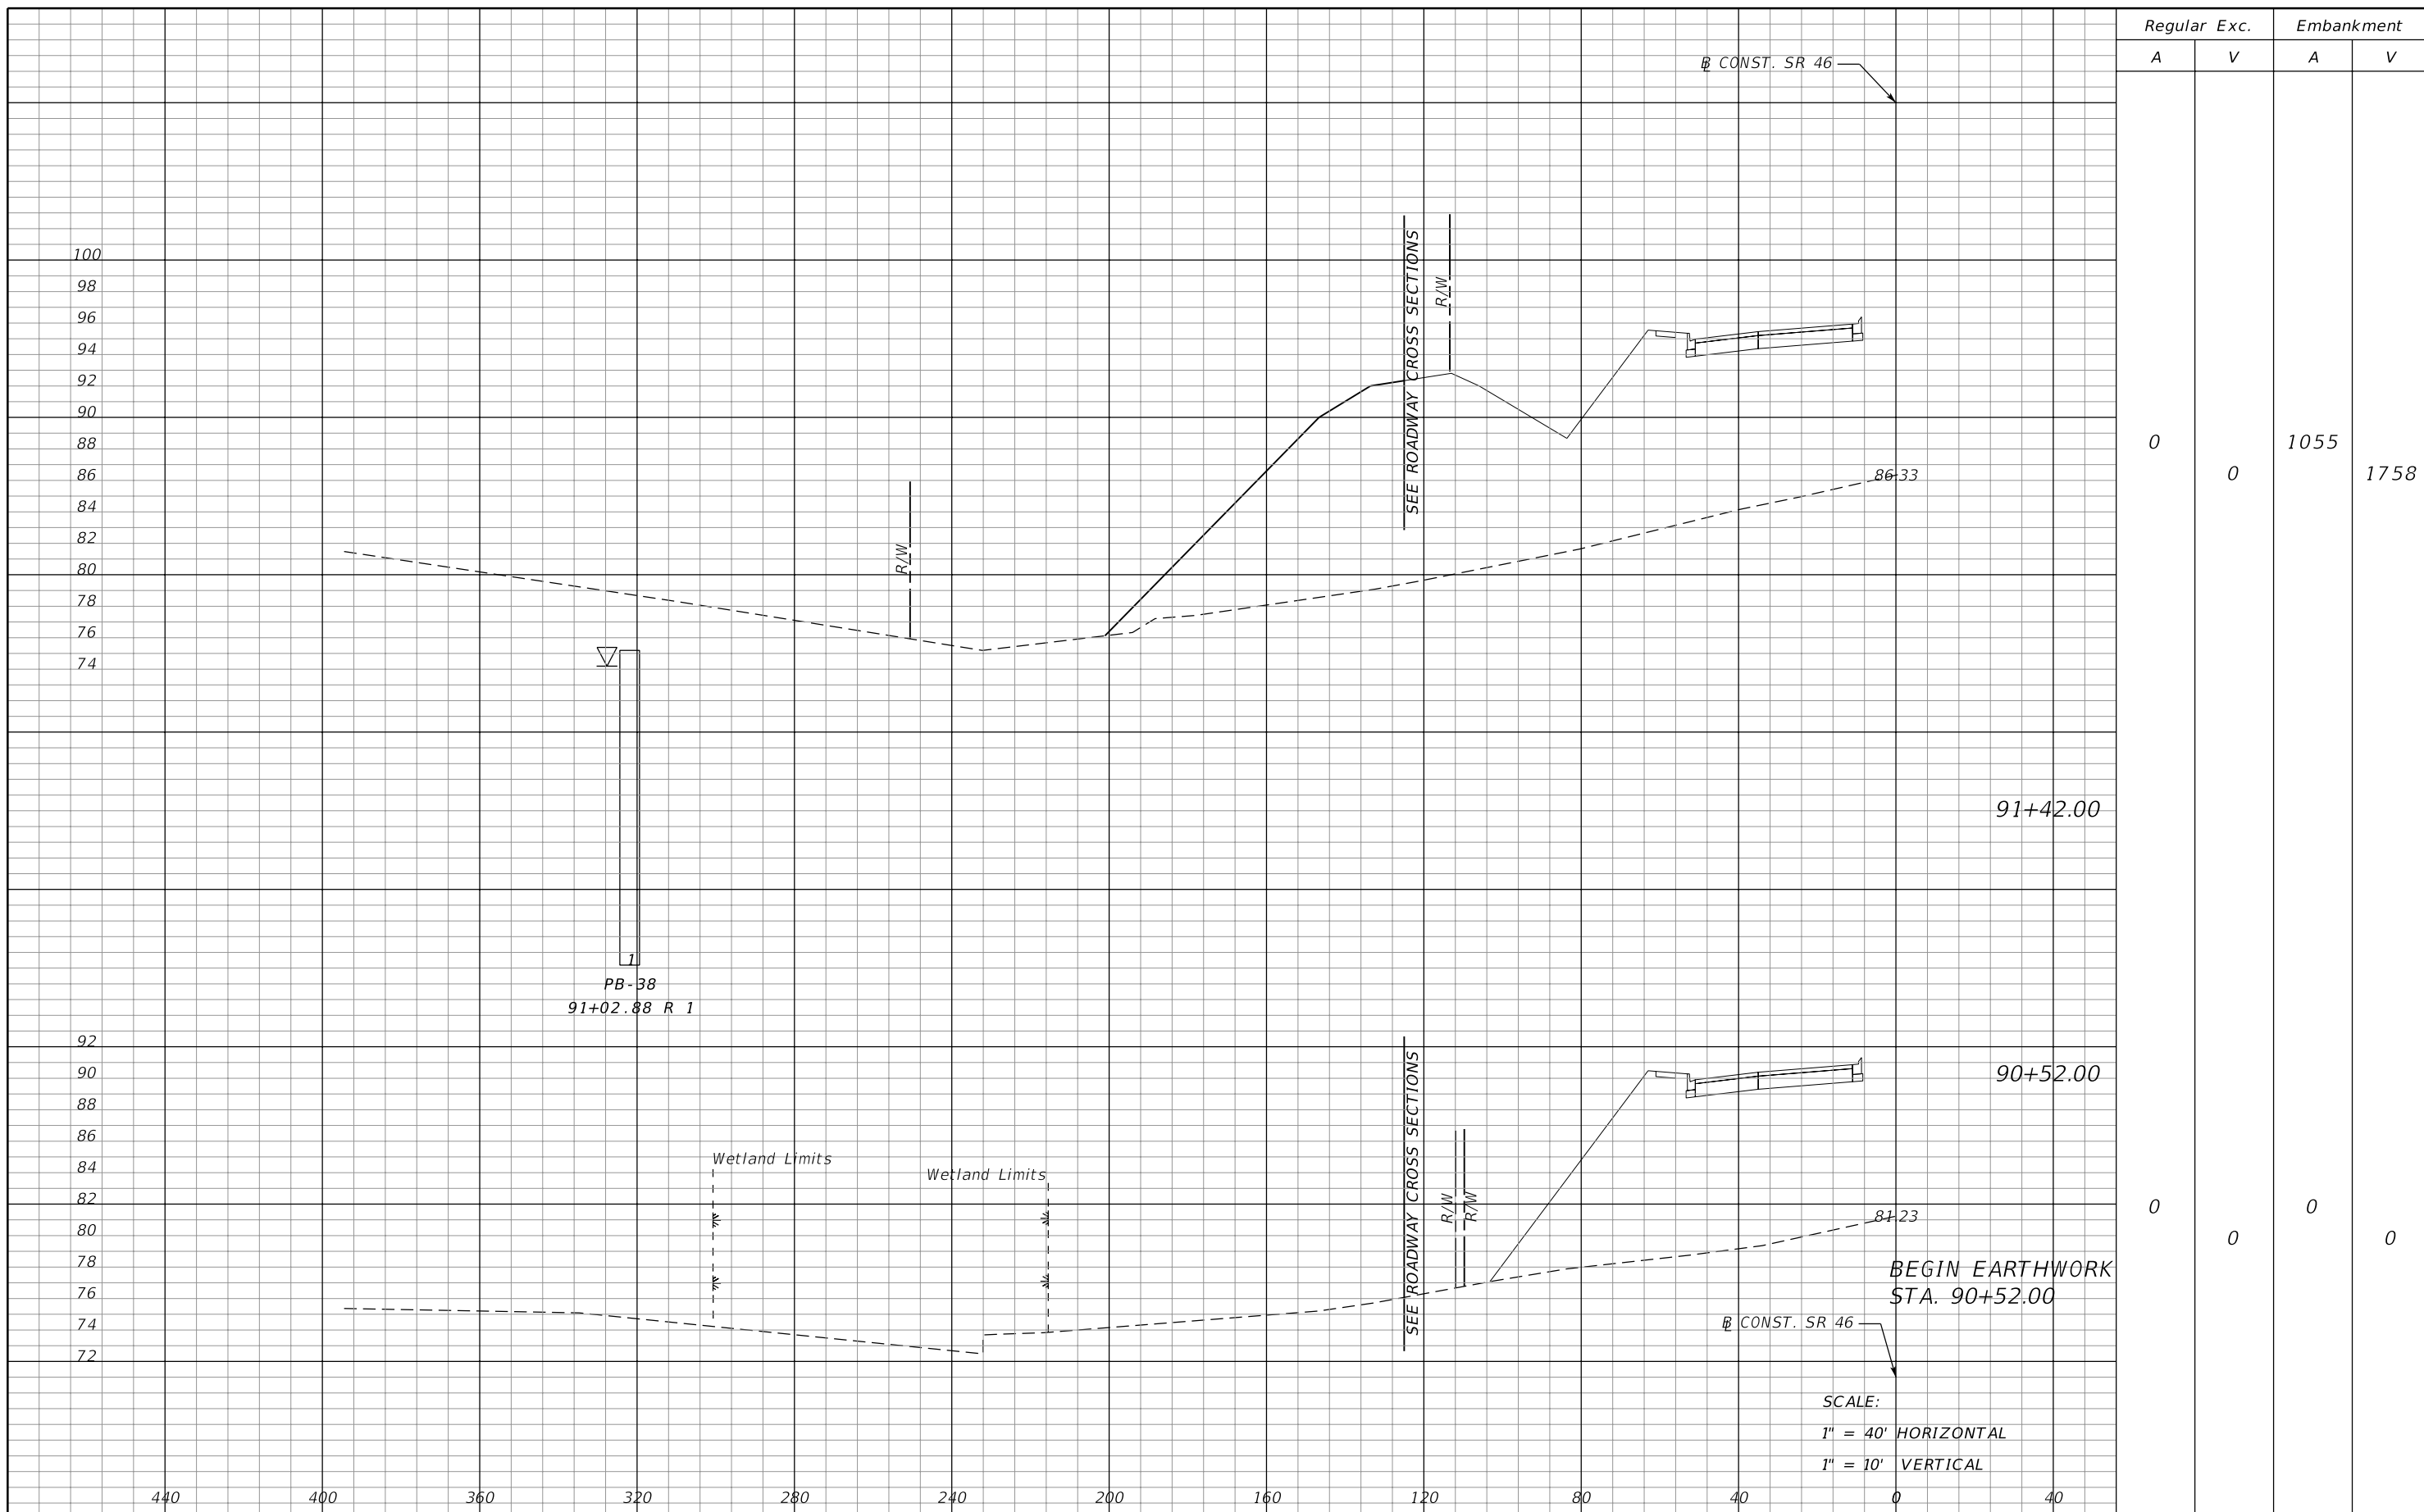 Regular Exc.
Embankment
A
V
A
V
BL CONST. SR 46
100
98
96
94
92
90
88
86
84
82
80
78
76
74
SEE ROADWAY CROSS SECTIONS
R/W
R/W
86.33
0
1055
0
1758
91+42.00
1
PB-38
91+02.88 R 1
92
90
88
86
84
82
80
78
76
74
72
90+52.00
Wetland Limits
Wetland Limits
SEE ROADWAY CROSS SECTIONS
R/W
R/W
81.23
0
0
0
0
BEGIN EARTHWORK
STA. 90+52.00
BL CONST. SR 46
SCALE:
1" = 40' HORIZONTAL
1" = 10' VERTICAL
440
400
360
320
280
240
200
160
120
80
40
0
40